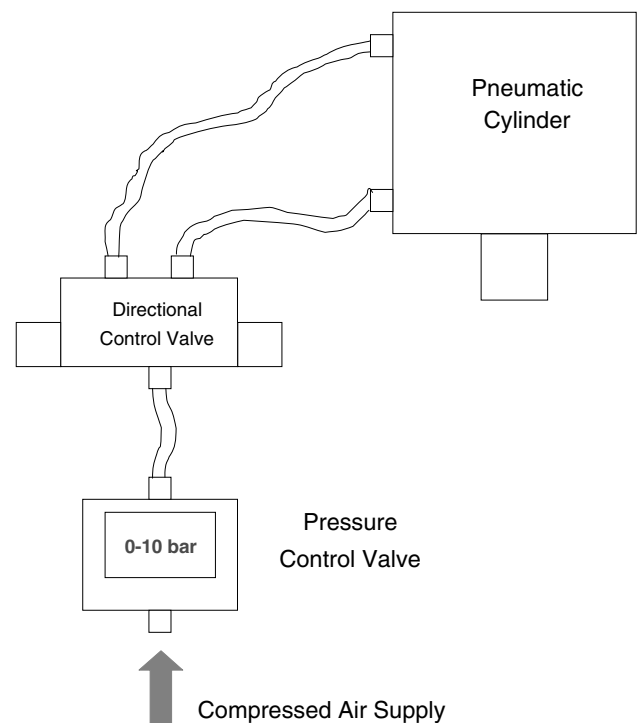 Pneumatic
Cylinder
Directional
Control Valve
0-10 bar
Pressure
Control Valve
Compressed Air Supply